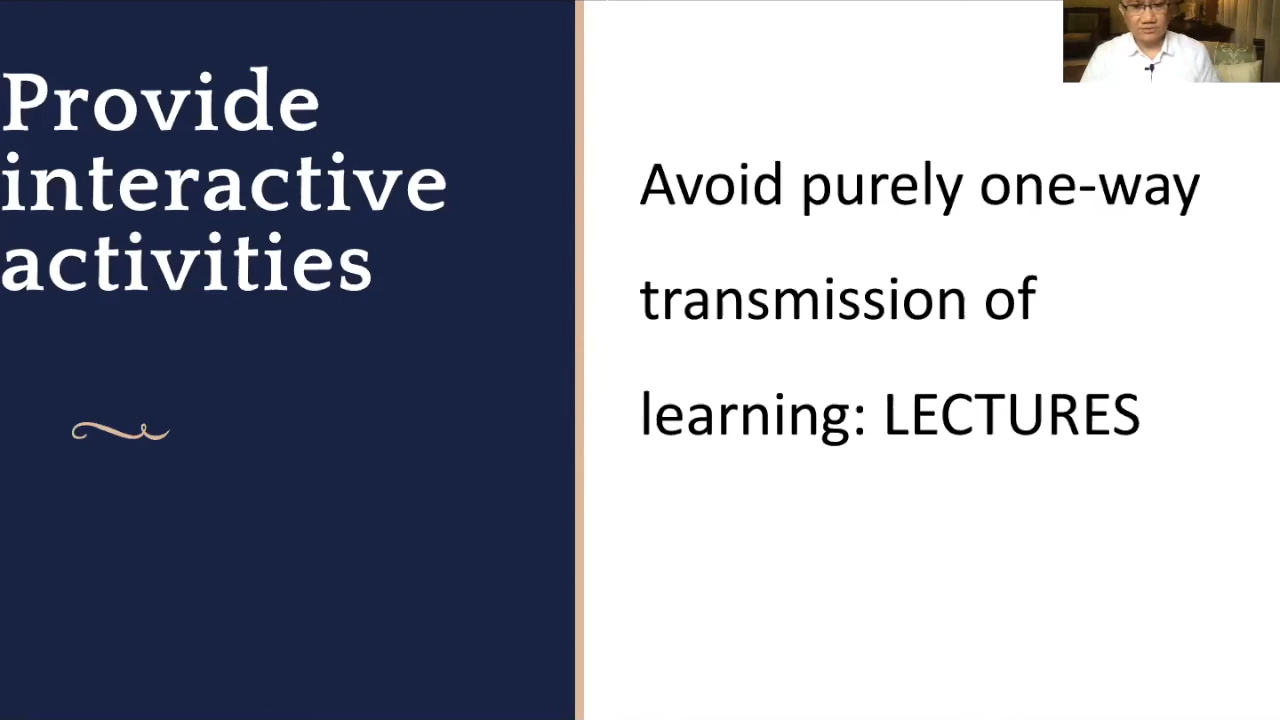 Provide
interactive
activities
Avoid purely one-way
transmission of
learning: LECTURES